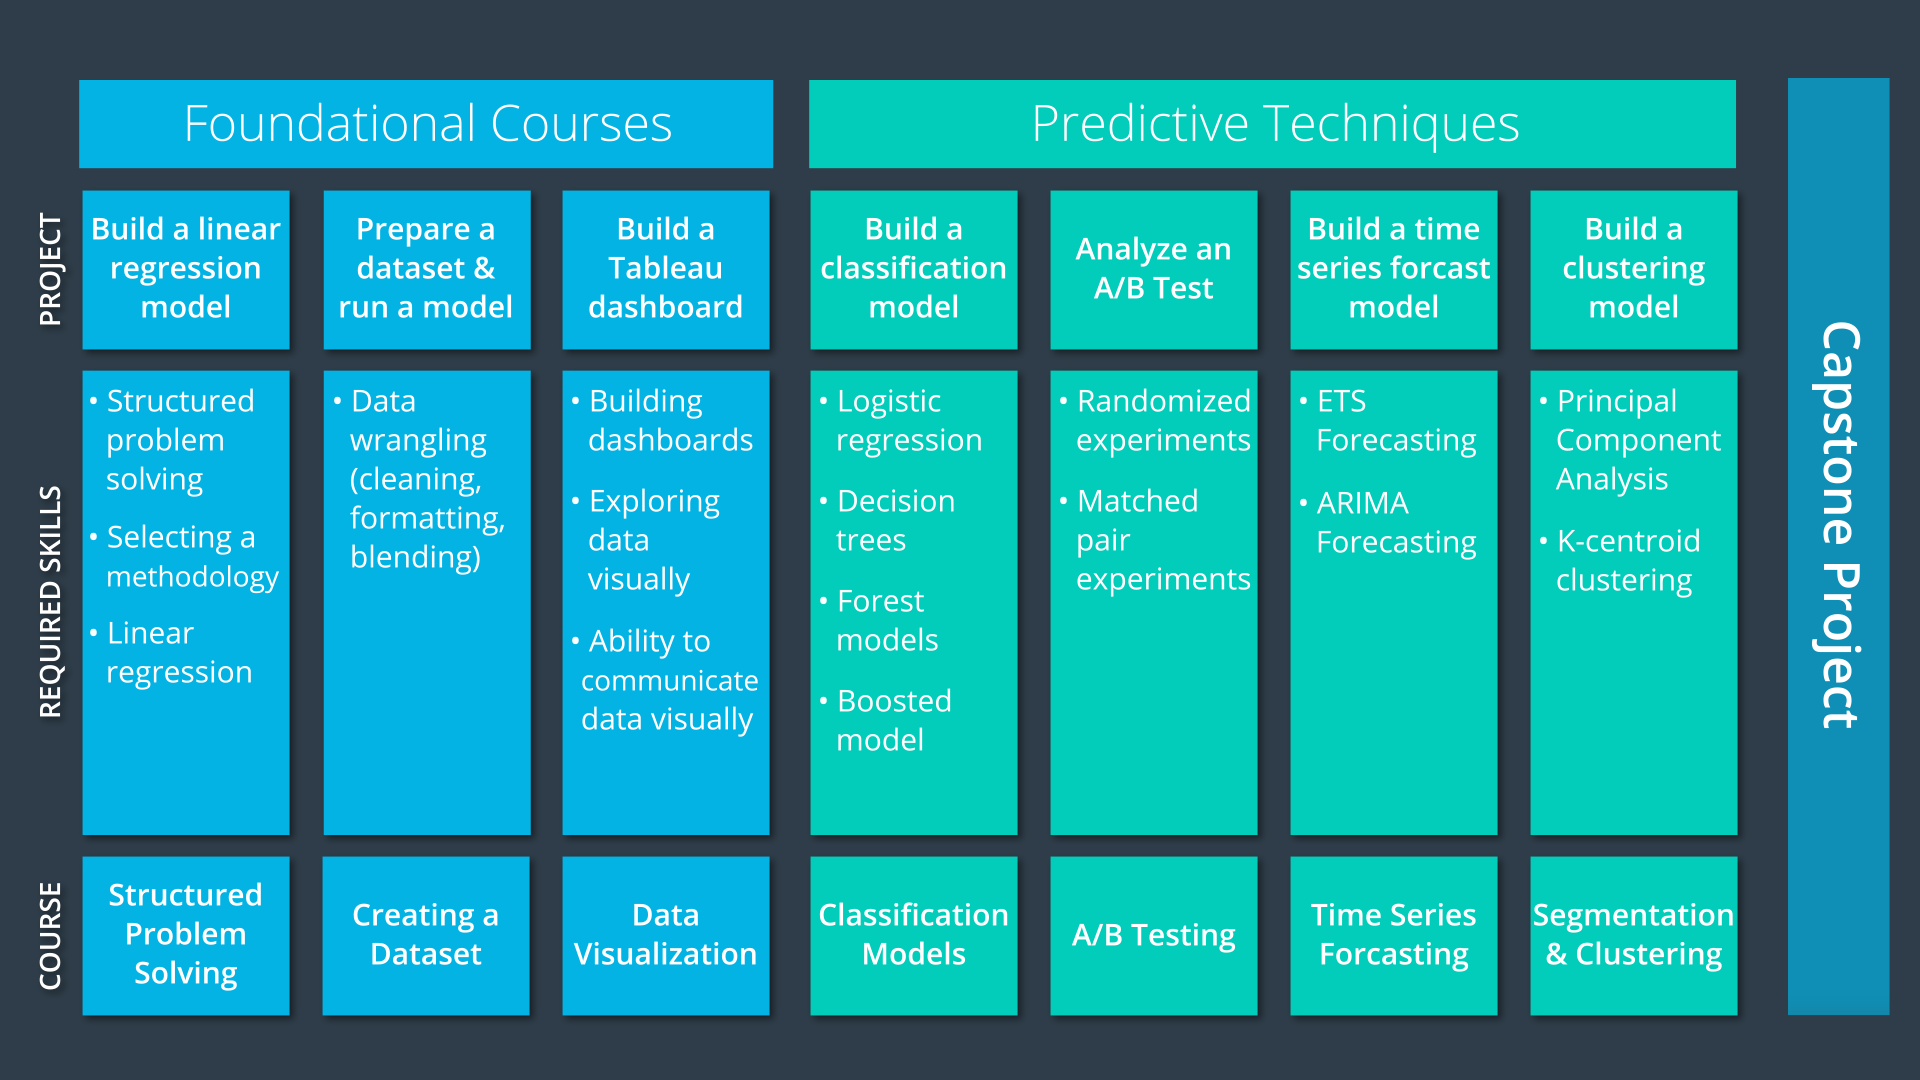 Foundational Courses
Predictive Techniques
PROJECT
Build a linear
regression
model
Prepare a
dataset &
run a model
Build a
Tableau
dashboard
Build a
classification
model
Analyze an
A/B Test
Build a time
series forcast
model
Build a
clustering
model
REQUIRED SKILLS
• Structured
problem
solving
• Selecting a
methodology
• Linear
regression
• Data
wrangling
(cleaning,
formatting,
blending)
• Building
dashboards
• Exploring
data
visually
• Ability to
communicate
data visually
• Logistic
regression
• Decision
trees
• Forest
models
• Boosted
model
• Randomized
experiments
• Matched
pair
experiments
• ETS
Forecasting
• ARIMA
Forecasting
• Principal
Component
Analysis
• K-centroid
clustering
COURSE
Structured
Problem
Solving
Creating a
Dataset
Data
Visualization
Classification
Models
A/B Testing
Time Series
Forcasting
Segmentation
& Clustering
Capstone Project